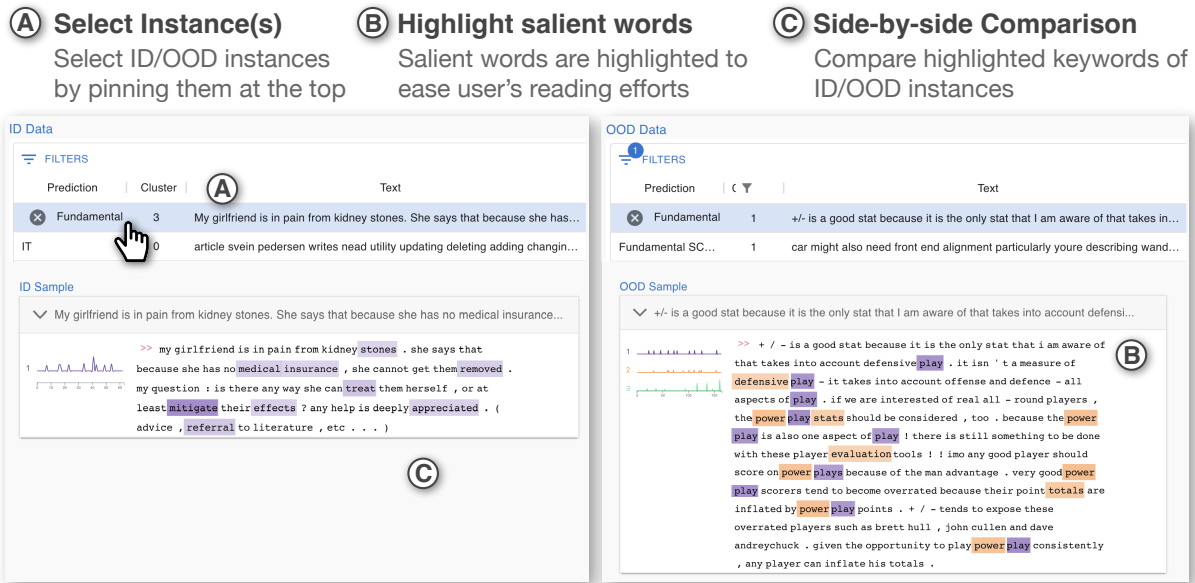 A Select Instance(s)
Select ID/OOD instances
by pinning them at the top
B Highlight salient words
Salient words are highlighted to
ease user's reading efforts
C Side-by-side Comparison
Compare highlighted keywords of
ID/OOD instances
ID Data
FILTERS
Prediction Cluster A Text
Fundamental 3 My girlfriend is in pain from kidney stones. She says that because she has...
IT 0 article svein pedersen writes nead utility updating deleting adding changin...
ID Sample
My girlfriend is in pain from kidney stones. She says that because she has no medical insurance...
1
0 10 20 30 40 50 60
>> my girlfriend is in pain from kidney stones . she says that
because she has no medical insurance , she cannot get them removed .
my question : is there any way she can treat them herself , or at
least mitigate their effects ? any help is deeply appreciated . (
advice , referral to literature , etc . . . )
C
OOD Data
1
FILTERS
Prediction ( Text
Fundamental 1 +/- is a good stat because it is the only stat that I am aware of that takes in...
Fundamental SC... 1 car might also need front end alignment particularly youre describing wand...
OOD Sample
+/- is a good stat because it is the only stat that I am aware of that takes into account defensi...
1
2
3
0 50 100 150
B
>> + / - is a good stat because it is the only stat that i am aware of
that takes into account defensive play . it isn ' t a measure of
defensive play - it takes into account offense and defence - all
aspects of play . if we are interested of real all - round players ,
the power play stats should be considered , too . because the power
play is also one aspect of play ! there is still something to be done
with these player evaluation tools ! ! imo any good player should
score on power plays because of the man advantage . very good power
play scorers tend to become overrated because their point totals are
inflated by power play points . + / - tends to expose these
overrated players such as brett hull , john cullen and dave
andreychuck . given the opportunity to play power play consistently
, any player can inflate his totals .